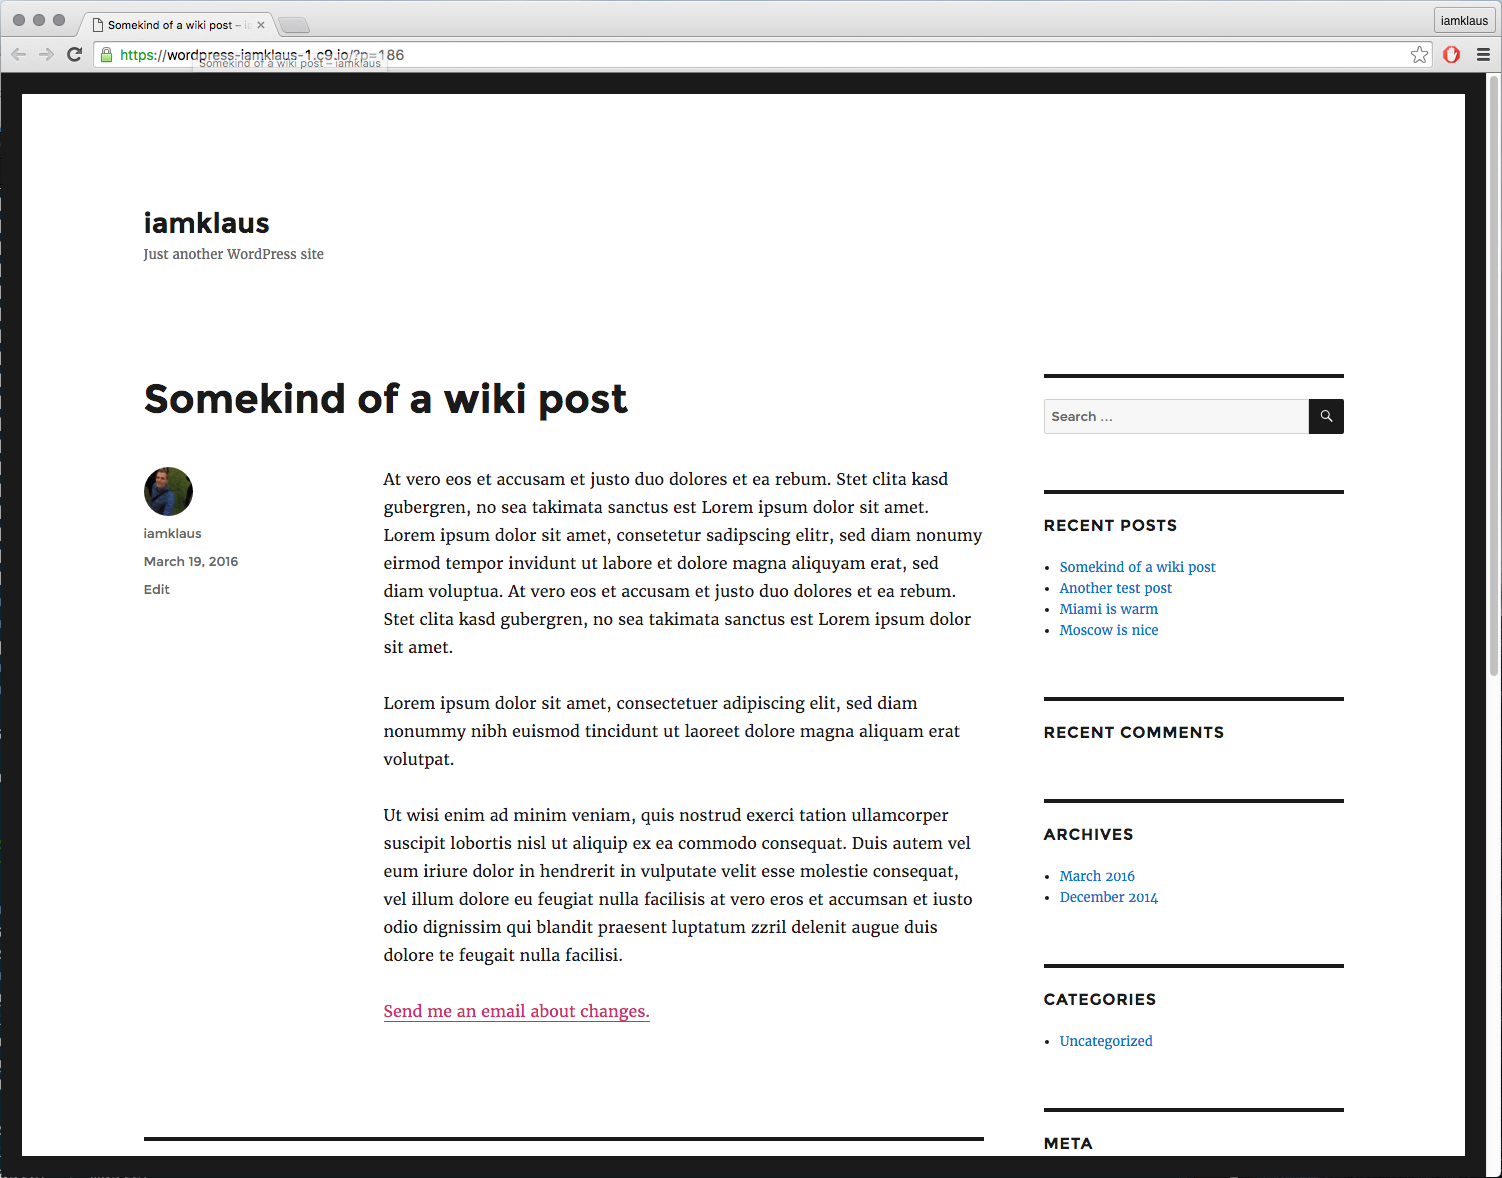 Somekind of a wiki post – ia
iamklaus
https://wordpress-iamklaus-1.c9.io/?p=186
Somekind of a wiki post – iamklaus
iamklaus
Just another WordPress site
Somekind of a wiki post
iamklaus
March 19, 2016
Edit
At vero eos et accusam et justo duo dolores et ea rebum. Stet clita kasd
gubergren, no sea takimata sanctus est Lorem ipsum dolor sit amet.
Lorem ipsum dolor sit amet, consetetur sadipscing elitr, sed diam nonumy
eirmod tempor invidunt ut labore et dolore magna aliquyam erat, sed
diam voluptua. At vero eos et accusam et justo duo dolores et ea rebum.
Stet clita kasd gubergren, no sea takimata sanctus est Lorem ipsum dolor
sit amet.
Lorem ipsum dolor sit amet, consectetuer adipiscing elit, sed diam
nonummy nibh euismod tincidunt ut laoreet dolore magna aliquam erat
volutpat.
Ut wisi enim ad minim veniam, quis nostrud exerci tation ullamcorper
suscipit lobortis nisl ut aliquip ex ea commodo consequat. Duis autem vel
eum iriure dolor in hendrerit in vulputate velit esse molestie consequat,
vel illum dolore eu feugiat nulla facilisis at vero eros et accumsan et iusto
odio dignissim qui blandit praesent luptatum zzril delenit augue duis
dolore te feugait nulla facilisi.
Send me an email about changes.
Search ...
RECENT POSTS
Somekind of a wiki post
Another test post
Miami is warm
Moscow is nice
RECENT COMMENTS
ARCHIVES
March 2016
December 2014
CATEGORIES
Uncategorized
META